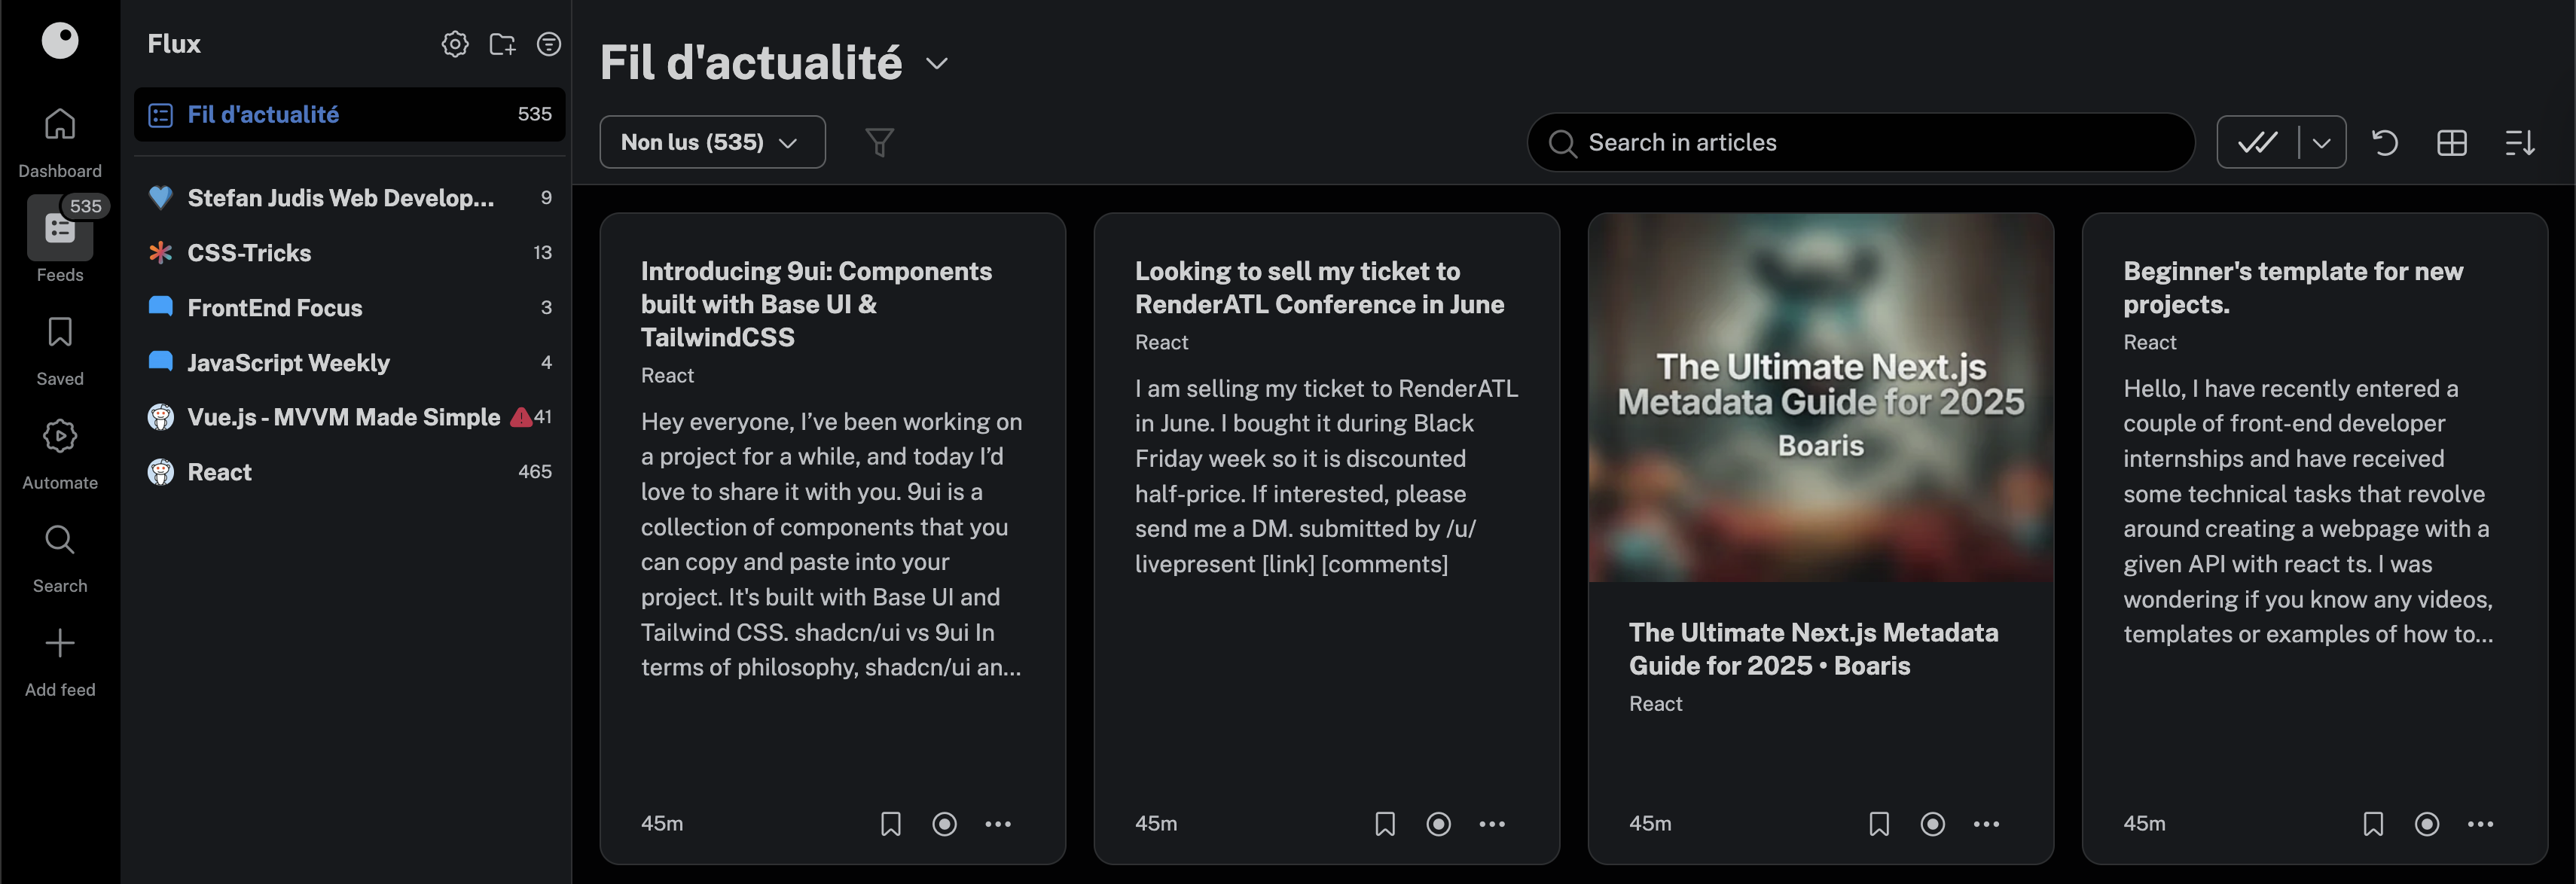 Dashboard
535
Feeds
Saved
Automate
Search
Add feed
Flux
Fil d'actualité 535
Stefan Judis Web Develop... 9
CSS-Tricks 13
FrontEnd Focus 3
JavaScript Weekly 4
Vue.js - MVVM Made Simple 41
React 465
Fil d'actualité
Non lus (535)
Search in articles
Introducing 9ui: Components
built with Base UI &
TailwindCSS
React
Hey everyone, I’ve been working on
a project for a while, and today I’d
love to share it with you. 9ui is a
collection of components that you
can copy and paste into your
project. It's built with Base UI and
Tailwind CSS. shadcn/ui vs 9ui In
terms of philosophy, shadcn/ui an...
45m
Looking to sell my ticket to
RenderATL Conference in June
React
I am selling my ticket to RenderATL
in June. I bought it during Black
Friday week so it is discounted
half-price. If interested, please
send me a DM. submitted by /u/
livepresent [link] [comments]
45m
The Ultimate Next.js
Metadata Guide for 2025
Boaris
The Ultimate Next.js Metadata
Guide for 2025 • Boaris
React
45m
Beginner's template for new
projects.
React
Hello, I have recently entered a
couple of front-end developer
internships and have received
some technical tasks that revolve
around creating a webpage with a
given API with react ts. I was
wondering if you know any videos,
templates or examples of how to...
45m